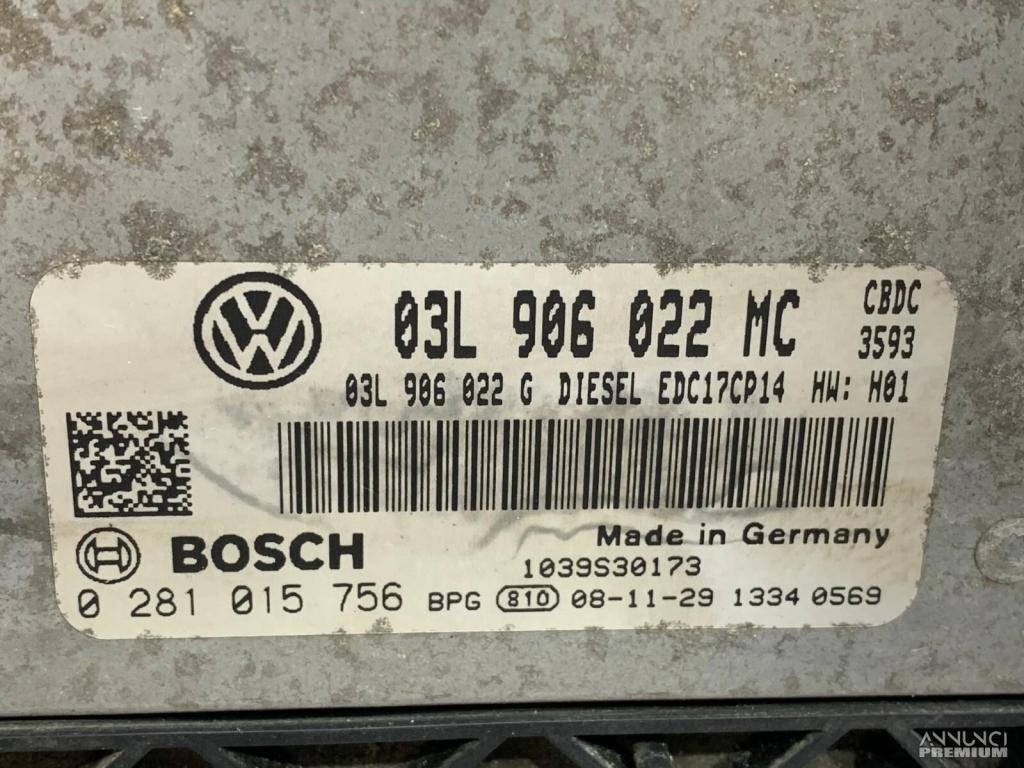 03L 906 022 MC CBDC
3593
03L 906 022 G DIESEL EDC17CP14 HW: H01
Made in Germany
BOSCH
1039S30173
0 281 015 756 BPG 810 08-11-29 1334 0569
ANNUNCI
PREMIUM